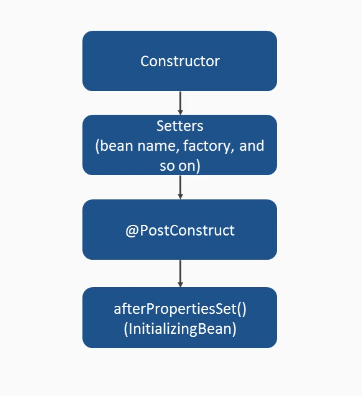 Constructor
Setters
(bean name, factory, and
so on)
@PostConstruct
afterPropertiesSet()
(InitializingBean)